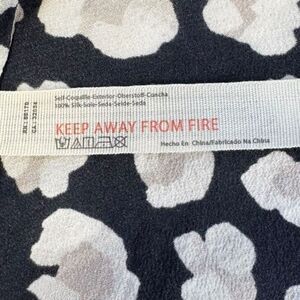 Self-Coquille-Exterior-Oberstoff-Concha
100% Silk-Soie-Seda-Seide-Seda
KEEP AWAY FROM FIRE
Hecho En China/Fabricado Na China